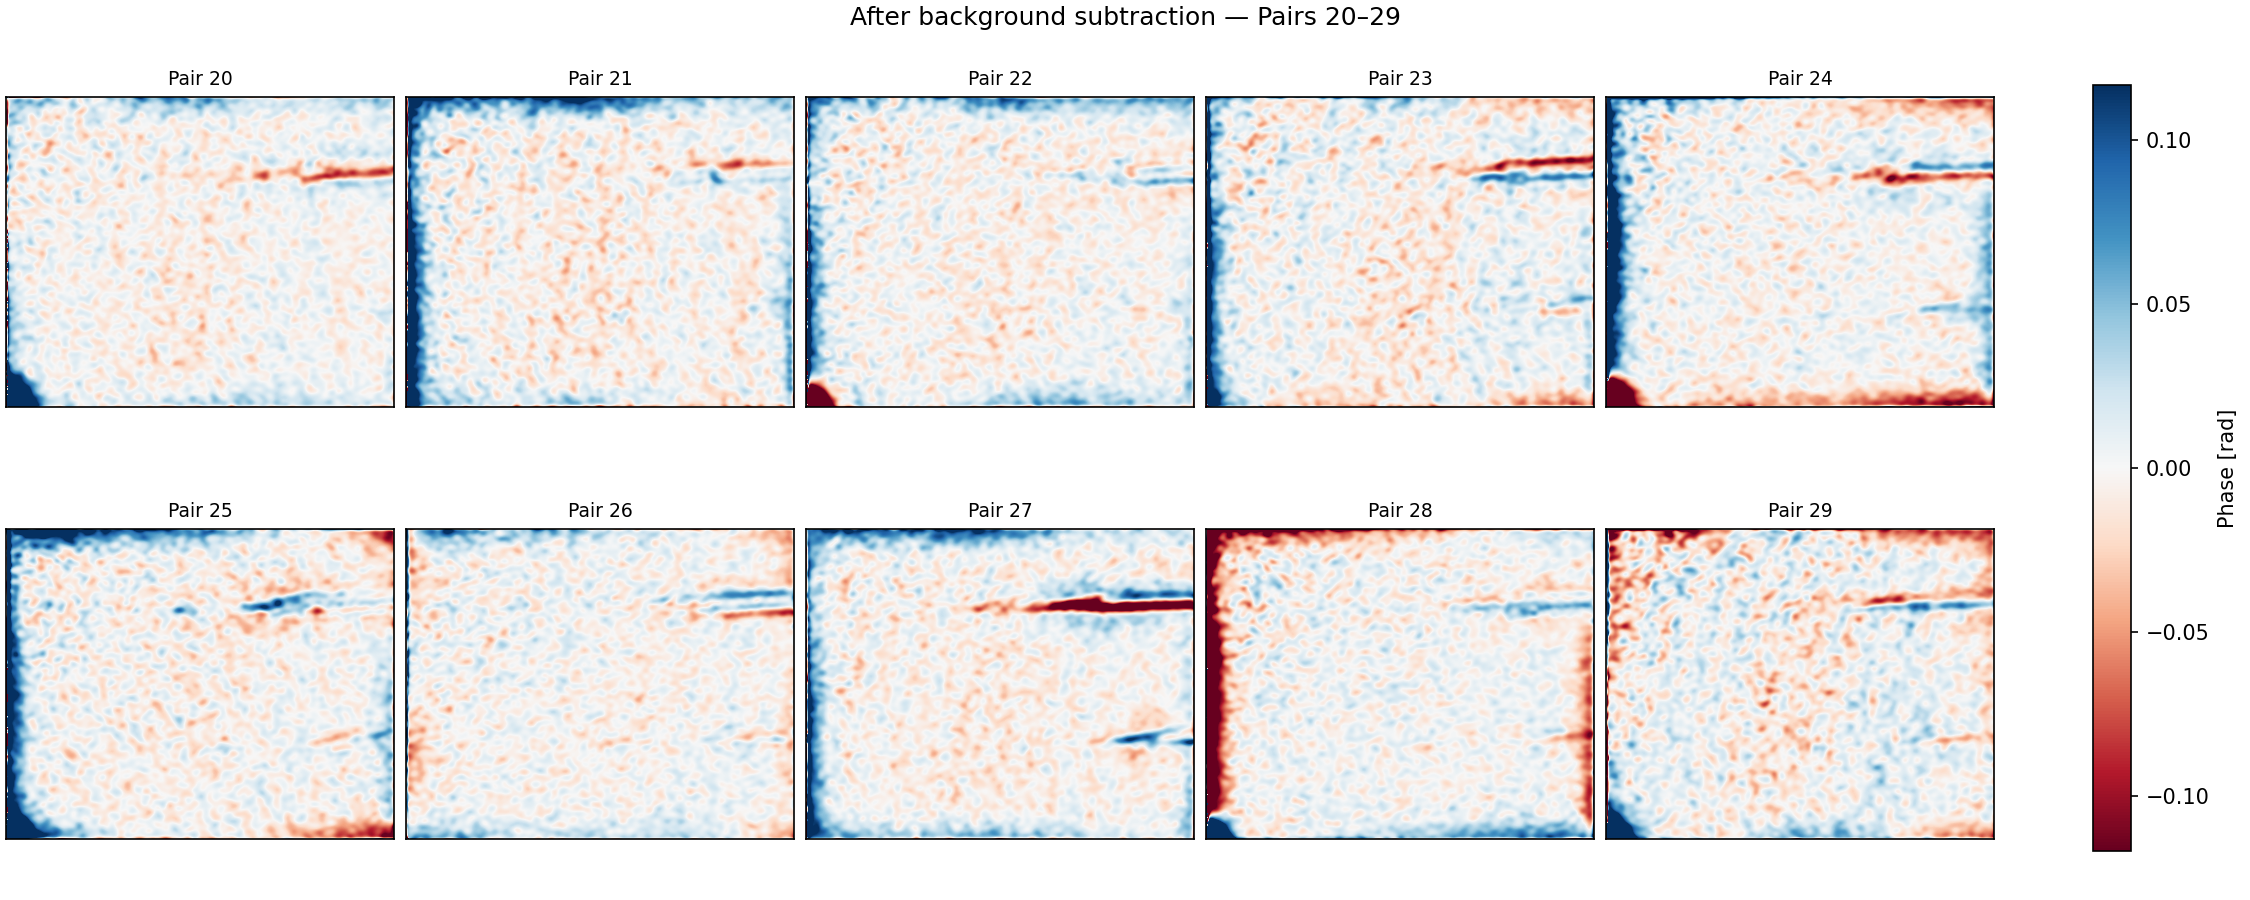 After background subtraction — Pairs 20–29
Pair 20
Pair 21
Pair 22
Pair 23
Pair 24
Pair 25
Pair 26
Pair 27
Pair 28
Pair 29
0.10
0.05
0.00
−0.05
−0.10
Phase [rad]